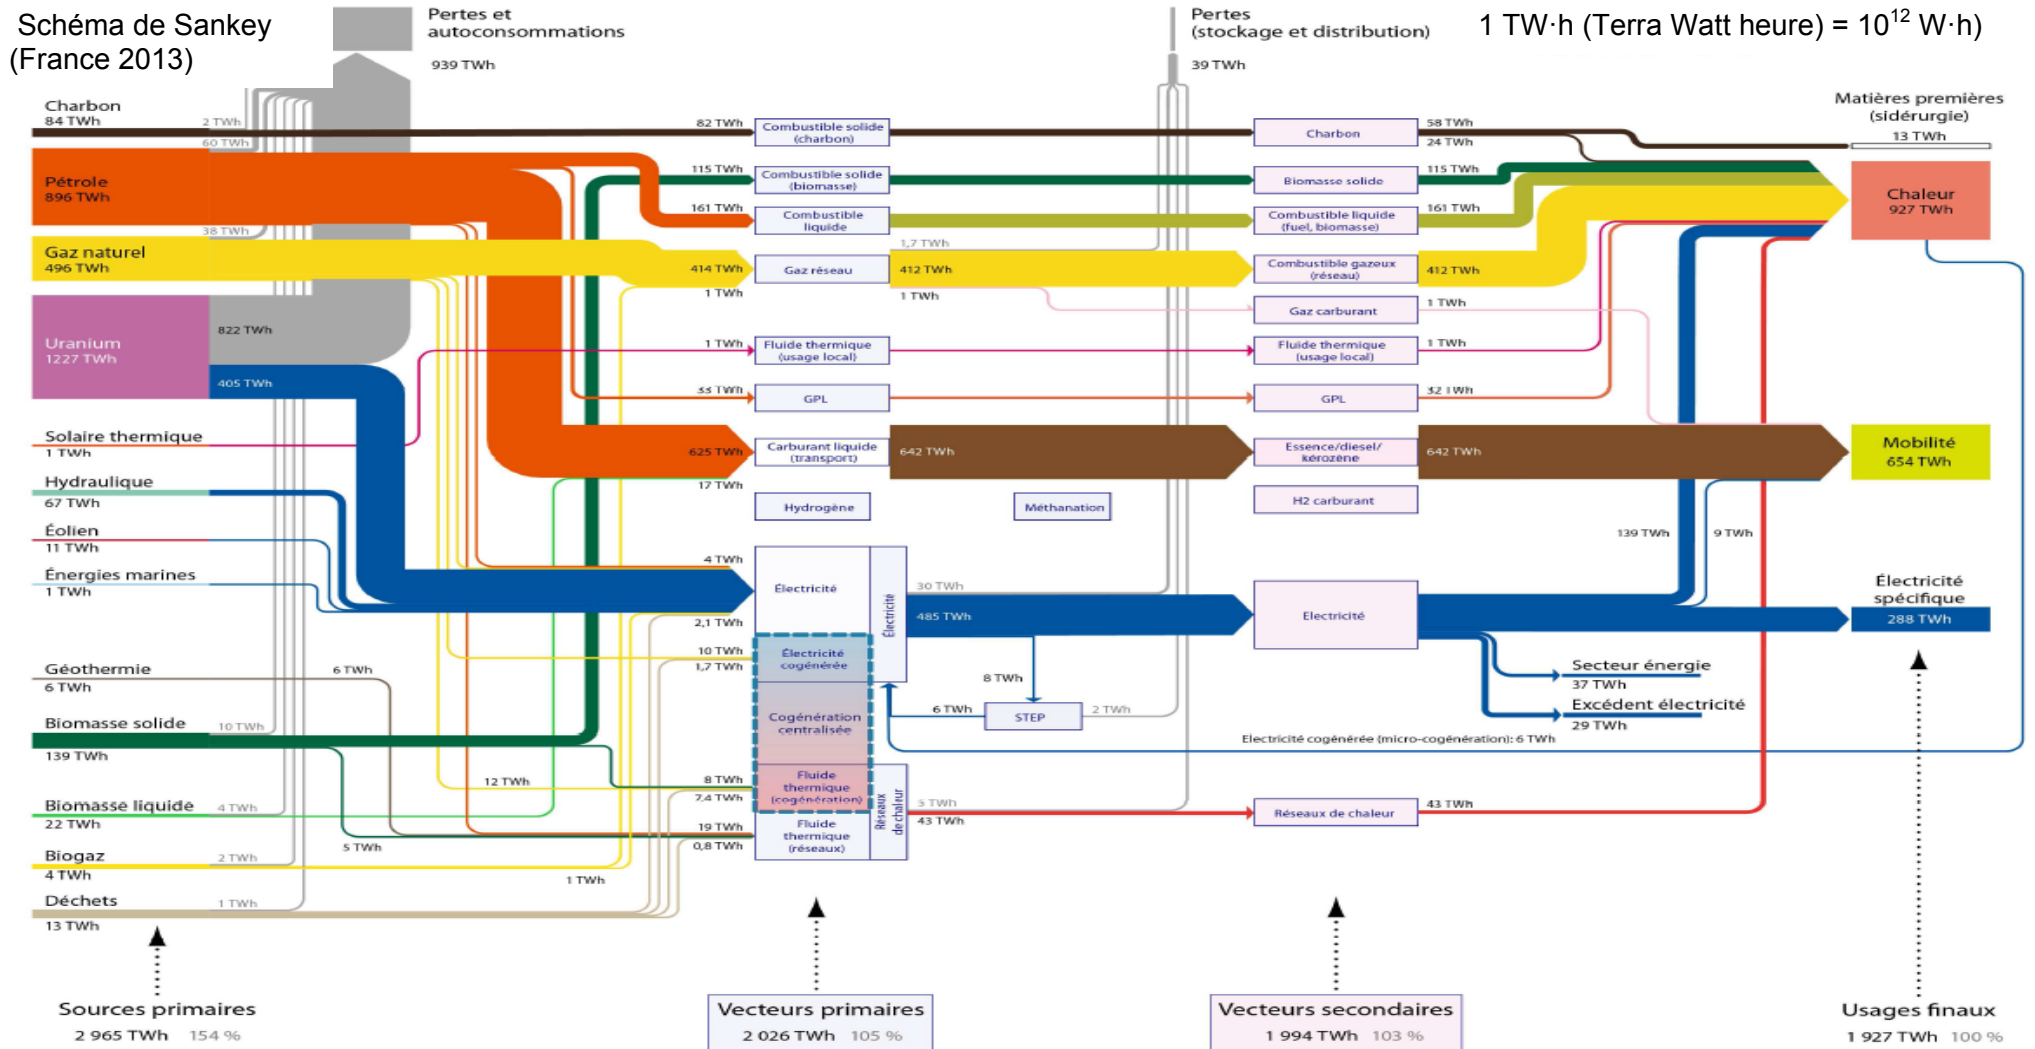 Schéma de Sankey
(France 2013)
Pertes et
autoconsommations
939 TWh
Pertes
(stockage et distribution)
39 TWh
1 TW·h (Terra Watt heure) = 10¹² W·h)
Charbon
84 TWh
2 TWh
60 TWh
Pétrole
896 TWh
38 TWh
Gaz naturel
496 TWh
Uranium
1227 TWh
822 TWh
405 TWh
Solaire thermique
1 TWh
Hydraulique
67 TWh
Éolien
11 TWh
Énergies marines
1 TWh
Géothermie
6 TWh
6 TWh
Biomasse solide
139 TWh
10 TWh
Biomasse liquide
22 TWh
4 TWh
5 TWh
Biogaz
4 TWh
2 TWh
Déchets
13 TWh
1 TWh
12 TWh
1 TWh
82 TWh
Combustible solide
(charbon)
115 TWh
Combustible solide
(biomasse)
161 TWh
Combustible
liquide
414 TWh
1 TWh
Gaz réseau
1,7 TWh
412 TWh
1 TWh
1 TWh
Fluide thermique
(usage local)
33 TWh
GPL
625 TWh
17 TWh
Carburant liquide
(transport)
642 TWh
Hydrogène
Méthanation
4 TWh
2,1 TWh
Électricité
Électricité
30 TWh
485 TWh
10 TWh
1,7 TWh
Électricité
cogénérée
8 TWh
6 TWh
STEP
2 TWh
Cogénération
centralisée
8 TWh
7,4 TWh
Fluide
thermique
(cogénération)
19 TWh
0,8 TWh
Fluide
thermique
(réseaux)
Réseaux
de chaleur
5 TWh
43 TWh
Charbon
58 TWh
24 TWh
Biomasse solide
115 TWh
Combustible liquide
(fuel, biomasse)
161 TWh
Combustible gazeux
(réseau)
412 TWh
Gaz carburant
1 TWh
Fluide thermique
(usage local)
1 TWh
GPL
32 TWh
Essence/diesel/
kérozène
642 TWh
H2 carburant
Electricité
139 TWh
9 TWh
Secteur énergie
37 TWh
Excédent électricité
29 TWh
Electricité cogénérée (micro-cogénération): 6 TWh
Réseaux de chaleur
43 TWh
Matières premières
(sidérurgie)
13 TWh
Chaleur
927 TWh
Mobilité
654 TWh
Électricité
spécifique
288 TWh
Sources primaires
2 965 TWh 154 %
Vecteurs primaires
2 026 TWh 105 %
Vecteurs secondaires
1 994 TWh 103 %
Usages finaux
1 927 TWh 100 %